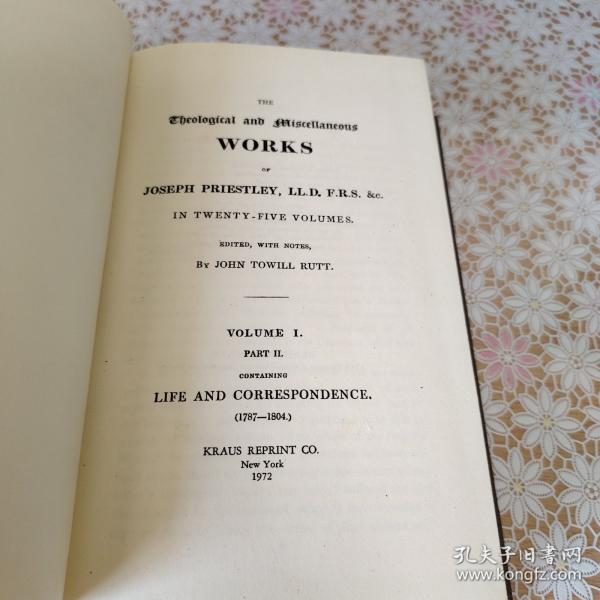 THE
Theological and Miscellaneous
WORKS
OF
JOSEPH PRIESTLEY, LL.D. F.R.S. &c.
IN TWENTY-FIVE VOLUMES.
EDITED, WITH NOTES,
BY JOHN TOWILL RUTT.
VOLUME I.
PART II.
CONTAINING
LIFE AND CORRESPONDENCE.
(1787—1804.)
KRAUS REPRINT CO.
New York
1972
孔夫子旧书网
www.kongfz.com